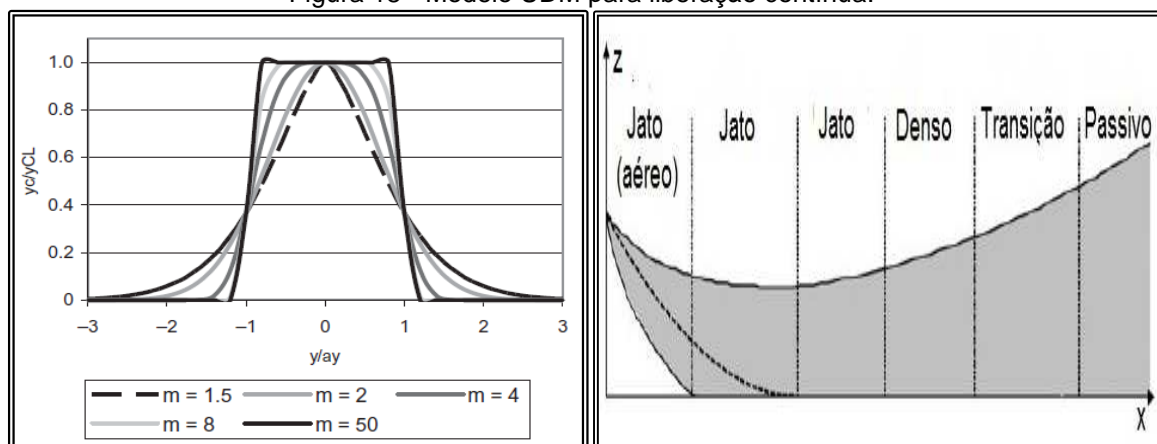 Figura 18 - Modelo UDM para liberação contínua.
1.0
0.8
0.6
0.4
0.2
0
yc/yCL
–3 –2 –1 0 1 2 3
y/ay
m = 1.5 m = 2 m = 4
m = 8 m = 50
Z
Jato (aéreo)
Jato
Jato
Denso
Transição
Passivo
X